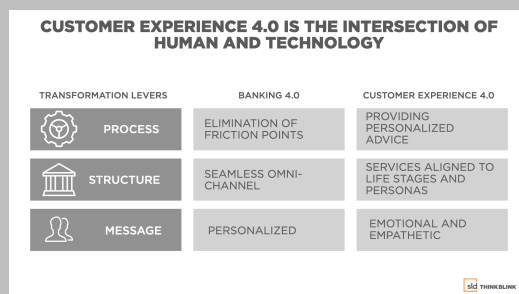 CUSTOMER EXPERIENCE 4.0 IS THE INTERSECTION OF
HUMAN AND TECHNOLOGY
TRANSFORMATION LEVERS
BANKING 4.0
CUSTOMER EXPERIENCE 4.0
PROCESS
ELIMINATION OF
FRICTION POINTS
PROVIDING
PERSONALIZED
ADVICE
STRUCTURE
SEAMLESS OMNI-
CHANNEL
SERVICES ALIGNED TO
LIFE STAGES AND
PERSONAS
MESSAGE
PERSONALIZED
EMOTIONAL AND
EMPATHETIC
sld THINKBLINK